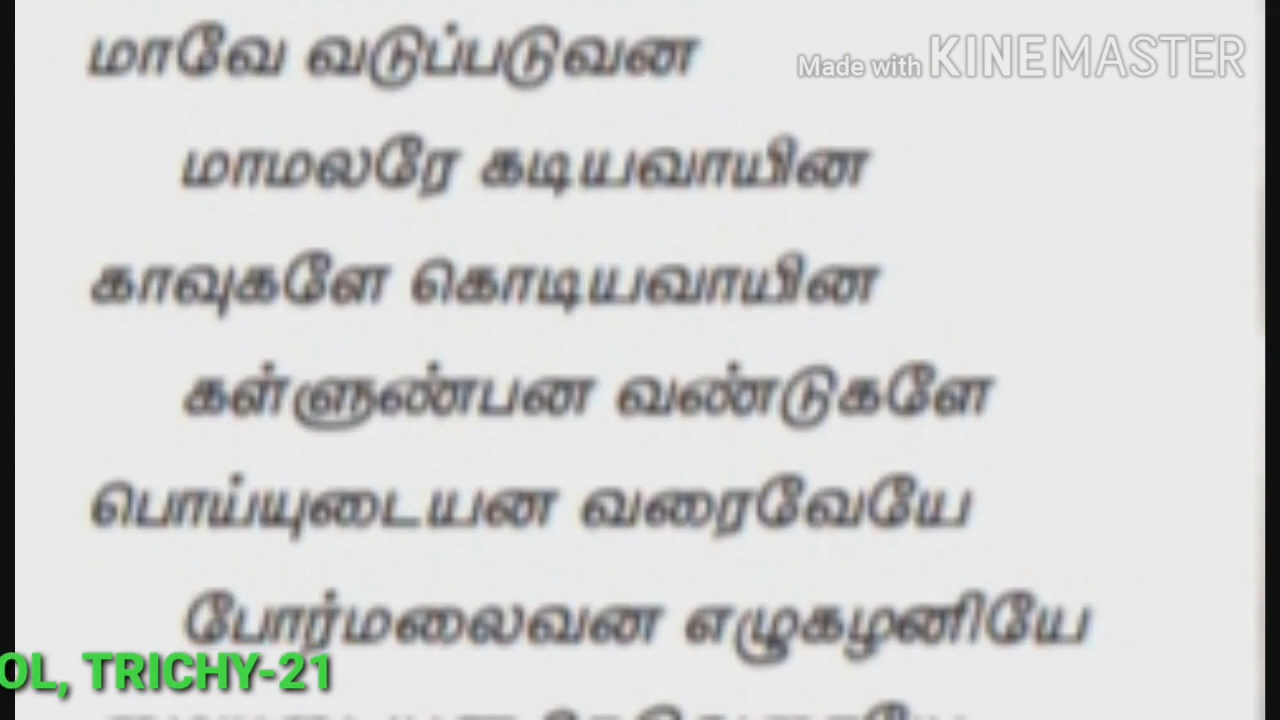 மாவே வடுப்படுவன
Made with KINEMASTER
மாமலரே கடியவாயின
காவுகளே கொடியவாயின
கள்ளுண்பன வண்டுகளே
பொய்யுடையன வரைவேயே
போர்மலைவன எழுகழனியே
OL, TRICHY-21